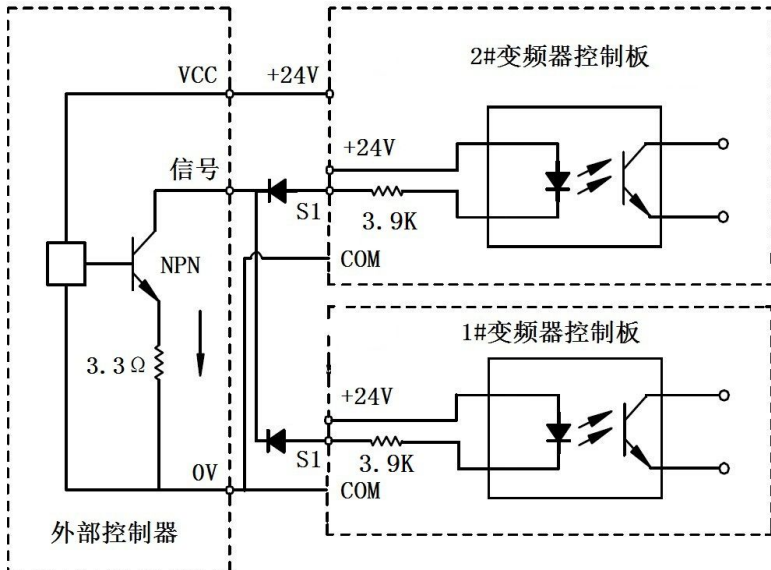 2#变频器控制板
VCC +24V
+24V
信号
S1
3.9K
NPN
COM
1#变频器控制板
3.3Ω
+24V
S1
3.9K
0V
COM
外部控制器